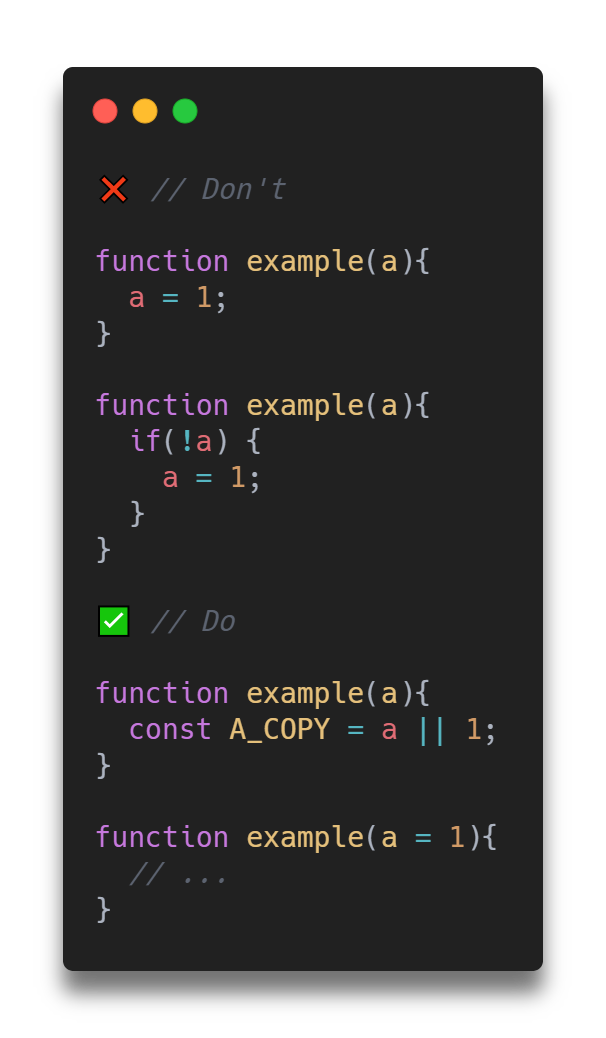 ❌ // Don't
function example(a){
  a = 1;
}
function example(a){
  if(!a) {
    a = 1;
  }
}
✅ // Do
function example(a){
  const A_COPY = a || 1;
}
function example(a = 1){
  // ...
}